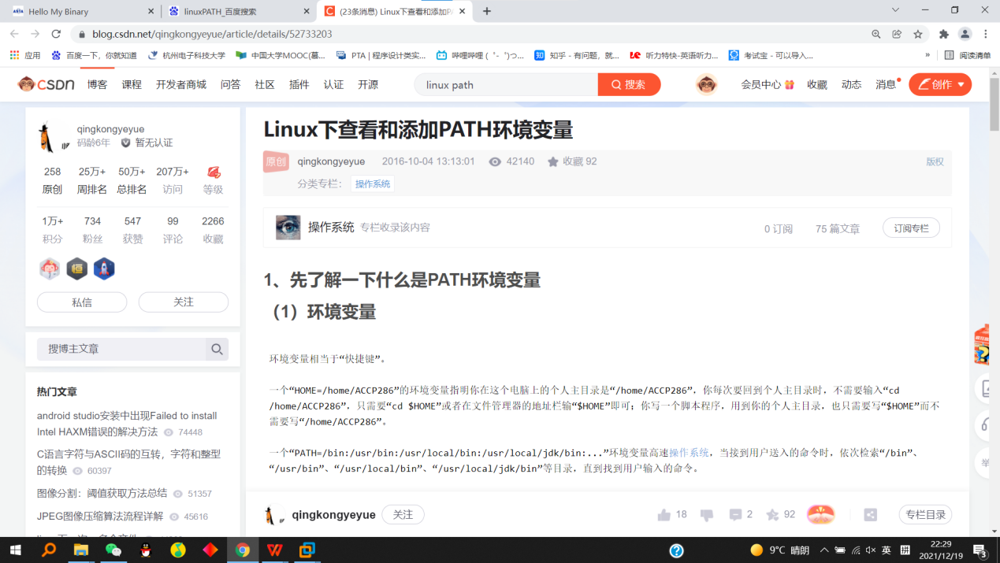 Hello My Binary
linuxPATH_百度搜索
(23条消息) Linux下查看和添加P
blog.csdn.net/qingkongyeyue/article/details/52733203
应用 百度一下，你就知道 杭州电子科技大学 中国大学MOOC(慕... PTA | 程序设计类实... 哔哩哔哩 ( ゜- ゜)つ... 知乎 - 有问题，就... 听力特快-英语听力... 考试宝 - 可以导入... » 阅读清单
CSDN 博客 课程 开发者商城 问答 社区 插件 认证 开源 linux path 搜索 会员中心 收藏 动态 消息 创作
qingkongyeyue
码龄6年 暂无认证
258 25万+ 50万+ 207万+
原创 周排名 总排名 访问 等级
1万+ 734 547 99 2266
积分 粉丝 获赞 评论 收藏
恒
私信 关注
搜博主文章
热门文章
android studio安装中出现Failed to install
Intel HAXM错误的解决方法 74448
C语言字符与ASCII码的互转，字符和整型
的转换 60397
图像分割：阈值获取方法总结 51357
JPEG图像压缩算法流程详解 45616
Linux下查看和添加PATH环境变量
原创 qingkongyeyue 2016-10-04 13:13:01 42140 收藏 92 版权
分类专栏： 操作系统
操作系统 专栏收录该内容 0 订阅 75 篇文章 订阅专栏
1、先了解一下什么是PATH环境变量
（1）环境变量
环境变量相当于“快捷键”。
一个“HOME=/home/ACCP286”的环境变量指明你在这个电脑上的个人主目录是“/home/ACCP286”，你每次要回到个人主目录时，不需要输入“cd
/home/ACCP286”，只需要“cd $HOME”或者在文件管理器的地址栏输“$HOME”即可；你写一个脚本程序，用到你的个人主目录，也只需要写“$HOME”而不
需要写“/home/ACCP286”。
一个“PATH=/bin:/usr/bin:/usr/local/bin:/usr/local/jdk/bin:...”环境变量高速操作系统，当接到用户送入的命令时，依次检索“/bin”、
“/usr/bin”、“/usr/local/bin”、“/usr/local/jdk/bin”等目录，直到找到用户输入的命令。
qingkongyeyue 关注 18 2 92 专栏目录
举
9°C 晴朗 英 拼 22:29
2021/12/19 3